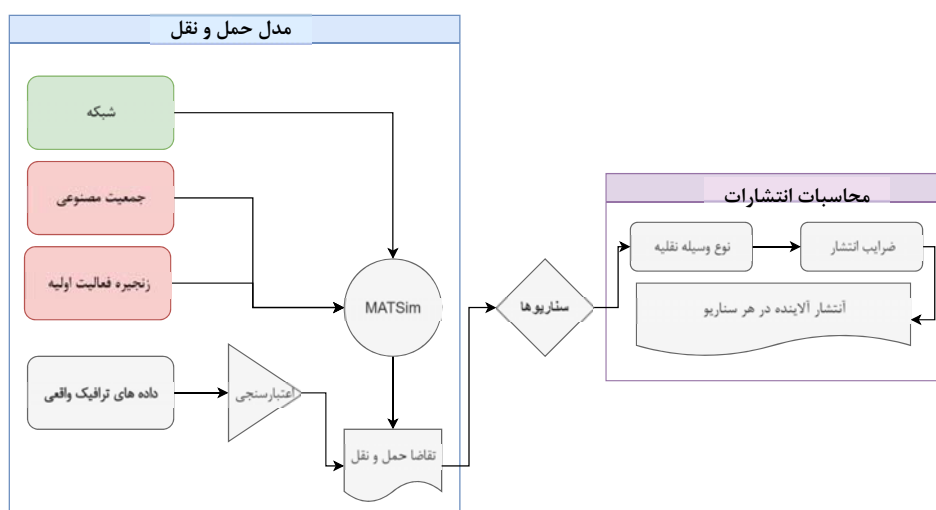 مدل حمل و نقل
شبکه
جمعیت مصنوعی
زنجیره فعالیت اولیه
MATSim
داده های ترافیک واقعی
اعتبارسنجی
تقاضا حمل و نقل
سناریوها
محاسبات انتشارات
نوع وسیله نقلیه
ضرایب انتشار
آنتشار آلاینده در هر سناریو